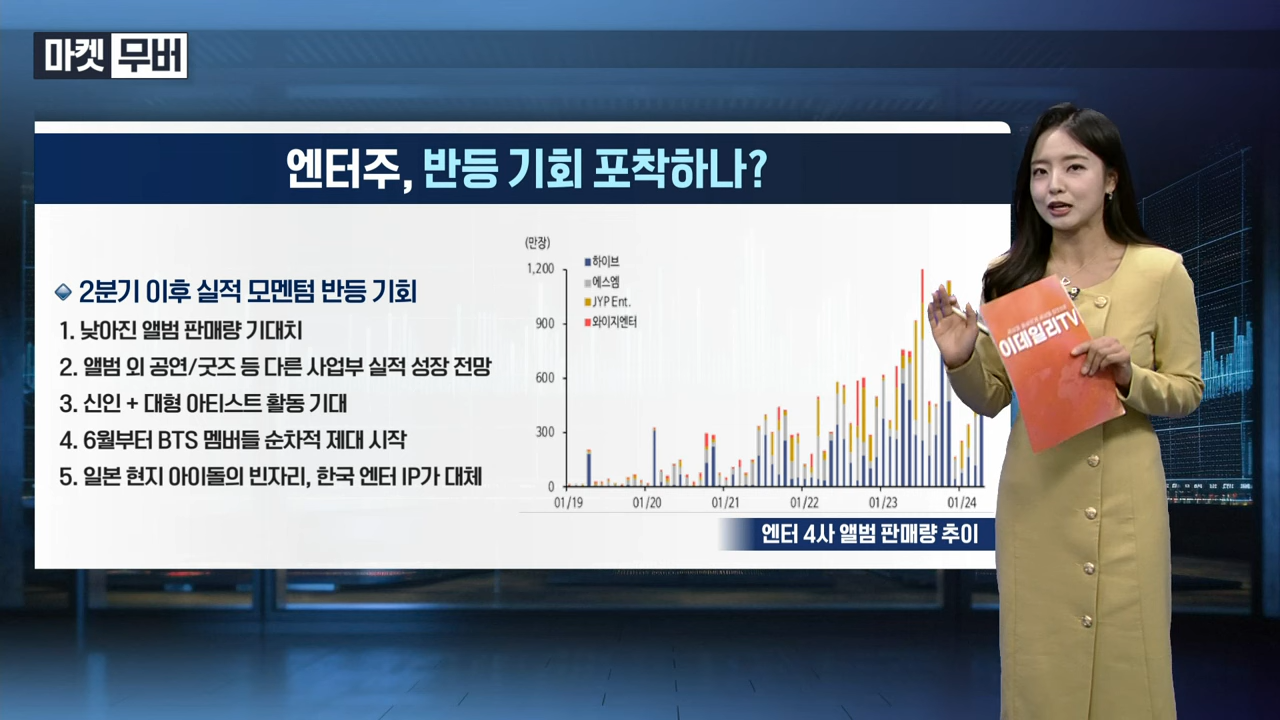 마켓무버
엔터주, 반등 기회 포착하나?
◈ 2분기 이후 실적 모멘텀 반등 기회
1. 낮아진 앨범 판매량 기대치
2. 앨범 외 공연/굿즈 등 다른 사업부 실적 성장 전망
3. 신인 + 대형 아티스트 활동 기대
4. 6월부터 BTS 멤버들 순차적 제대 시작
5. 일본 현지 아이돌의 빈자리, 한국 엔터 IP가 대체
(만장)
1,200
900
600
300
0
하이브
에스엠
JYP Ent.
와이지엔터
01/19 01/20 01/21 01/22 01/23 01/24
엔터 4사 앨범 판매량 추이
이데일리TV